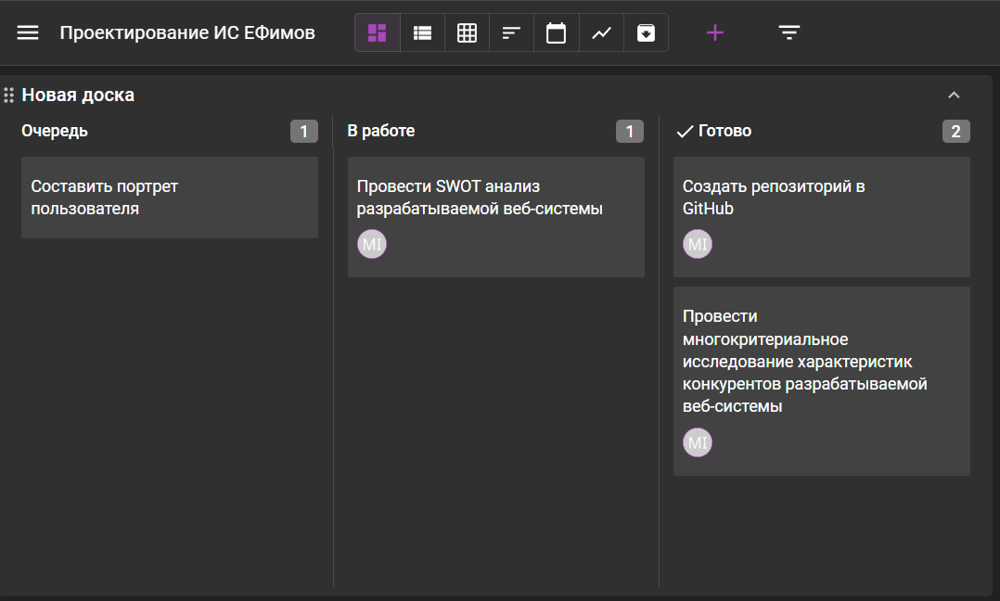 Проектирование ИС ЕФимов
Новая доска
Очередь 1
Составить портрет
пользователя
В работе 1
Провести SWOT анализ
разрабатываемой веб-системы
MI
Готово 2
Создать репозиторий в
GitHub
MI
Провести
многокритериальное
исследование характеристик
конкурентов разрабатываемой
веб-системы
MI